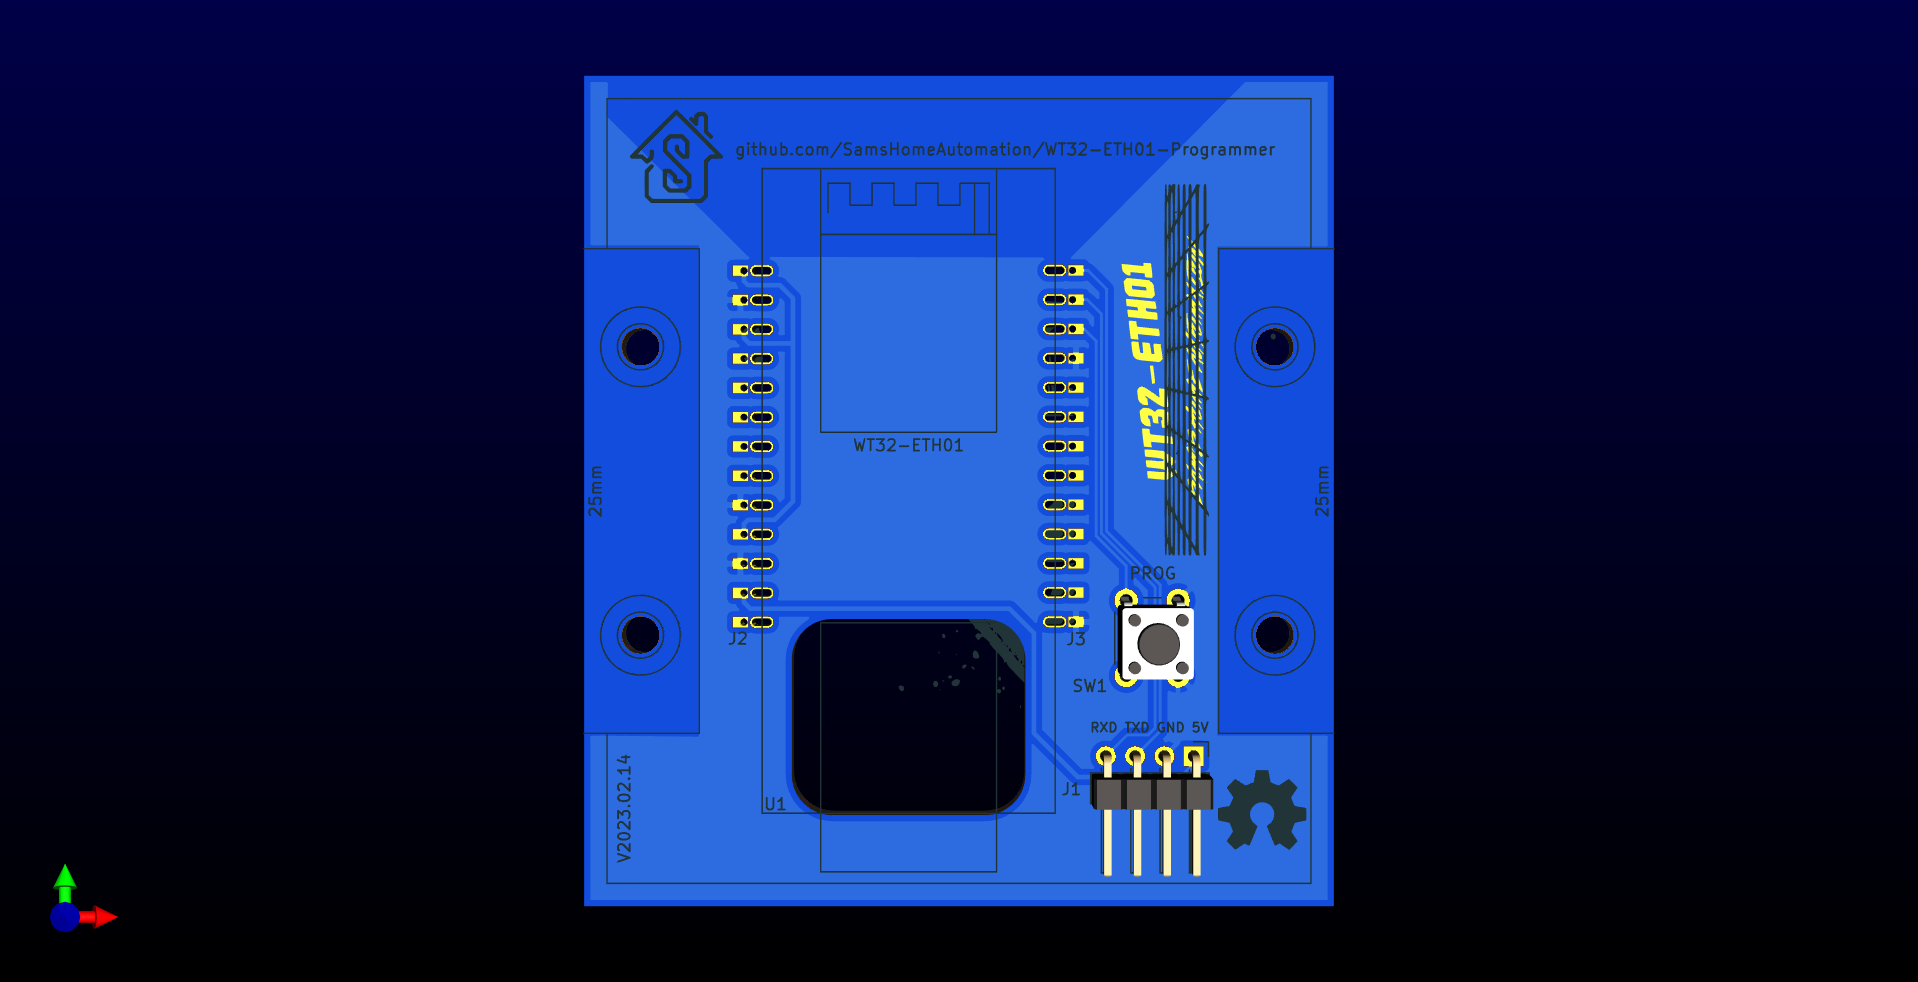 github.com/SamsHomeAutomation/WT32-ETH01-Programmer
WT32-ETH01
WT32-ETH01
25mm
25mm
PROG
J2
J3
SW1
RXD TXD GND 5V
J1
U1
V2023.02.14